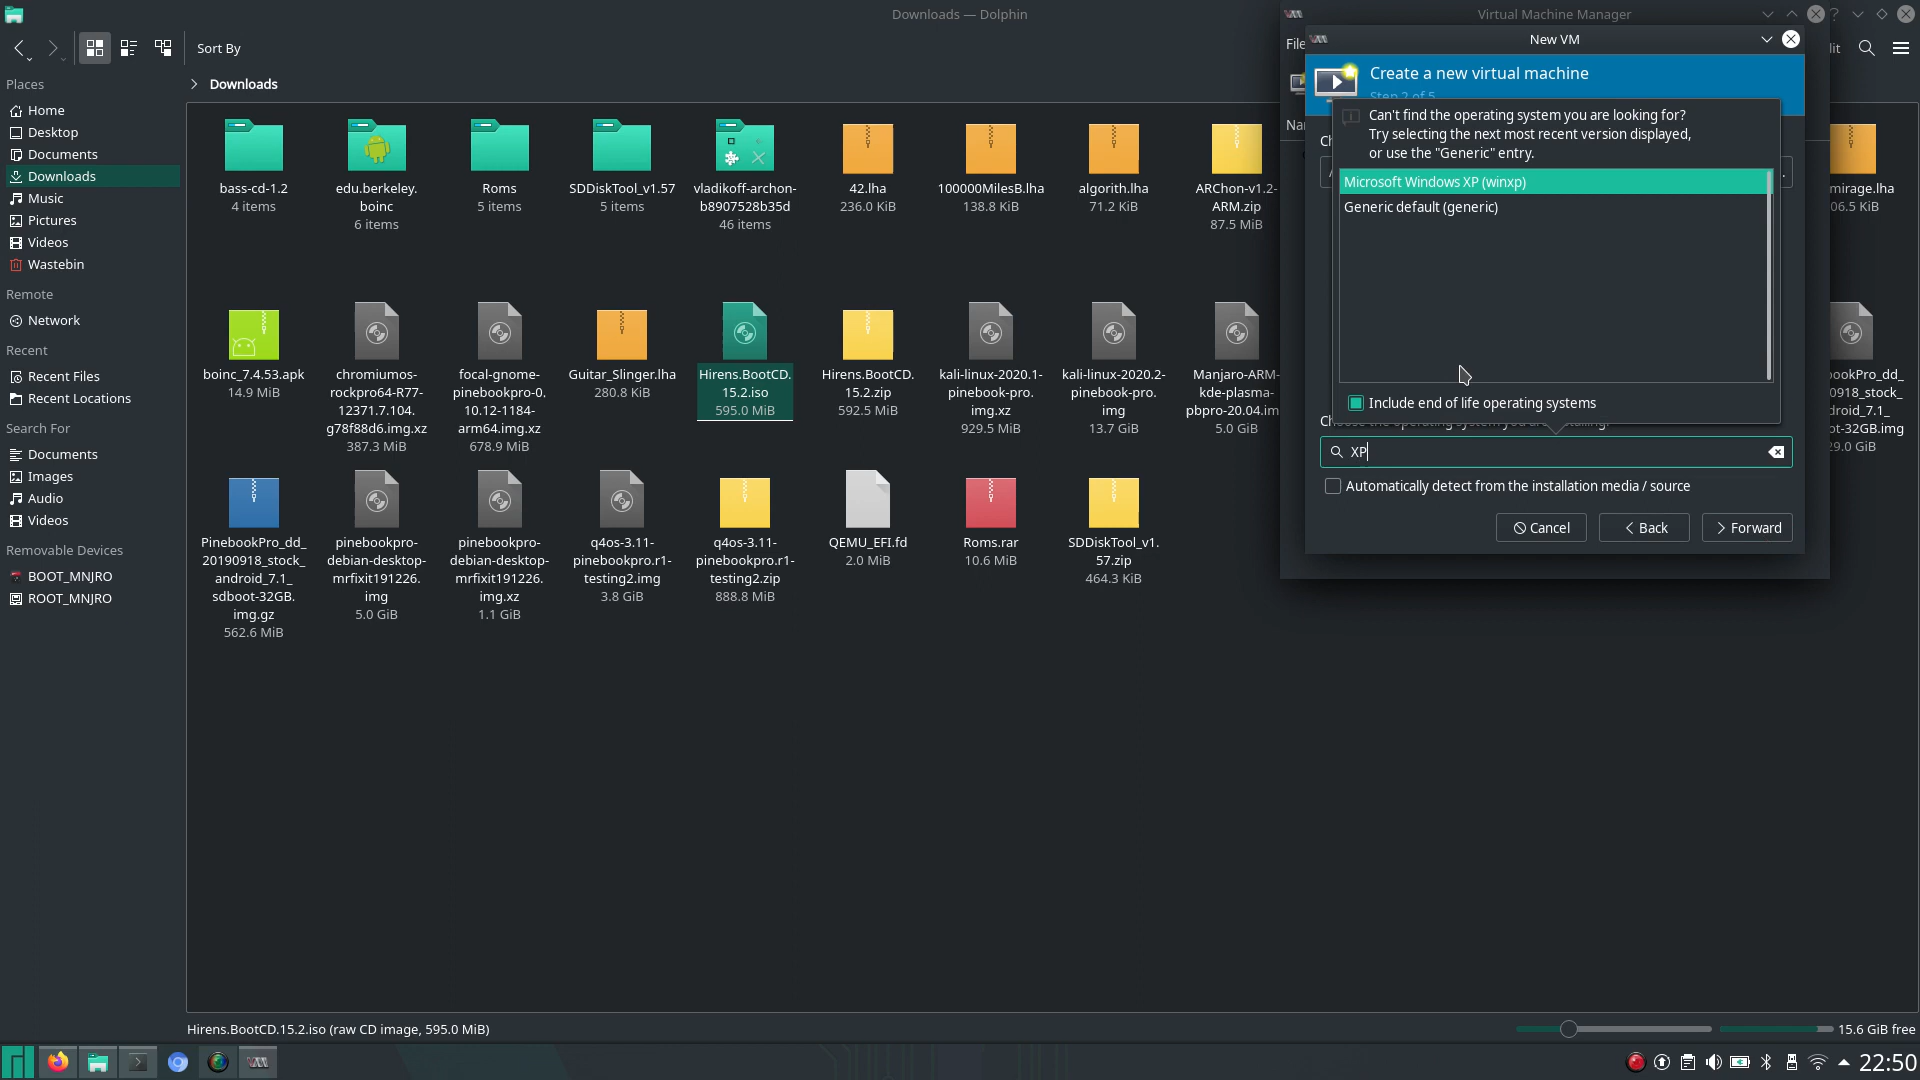 Downloads — Dolphin
Sort By
Places
Home
Desktop
Documents
Downloads
Music
Pictures
Videos
Wastebin
Remote
Network
Recent
Recent Files
Recent Locations
Search For
Documents
Images
Audio
Videos
Removable Devices
BOOT_MNJRO
ROOT_MNJRO
Downloads
bass-cd-1.2
4 items
edu.berkeley.
boinc
6 items
Roms
5 items
SDDiskTool_v1.57
5 items
vladikoff-archon-
b8907528b35d
46 items
42.lha
236.0 KiB
100000MilesB.lha
138.8 KiB
algorith.lha
71.2 KiB
ARChon-v1.2-
ARM.zip
87.5 MiB
mirage.lha
06.5 KiB
boinc_7.4.53.apk
14.9 MiB
chromiumos-
rockpro64-R77-
12371.7.104.
g78f88d6.img.xz
387.3 MiB
focal-gnome-
pinebookpro-0.
10.12-1184-
arm64.img.xz
678.9 MiB
Guitar_Slinger.lha
280.8 KiB
Hirens.BootCD.
15.2.iso
595.0 MiB
Hirens.BootCD.
15.2.zip
592.5 MiB
kali-linux-2020.1-
pinebook-pro.
img.xz
929.5 MiB
kali-linux-2020.2-
pinebook-pro.
img
13.7 GiB
Manjaro-ARM-
kde-plasma-
pbpro-20.04.im
5.0 GiB
ookPro_dd_
0918_stock_
droid_7.1_
ot-32GB.img
29.0 GiB
PinebookPro_dd_
20190918_stock_
android_7.1_
sdboot-32GB.
img.gz
562.6 MiB
pinebookpro-
debian-desktop-
mrfixit191226.
img
5.0 GiB
pinebookpro-
debian-desktop-
mrfixit191226.
img.xz
1.1 GiB
q4os-3.11-
pinebookpro.r1-
testing2.img
3.8 GiB
q4os-3.11-
pinebookpro.r1-
testing2.zip
888.8 MiB
QEMU_EFI.fd
2.0 MiB
Roms.rar
10.6 MiB
SDDiskTool_v1.
57.zip
464.3 KiB
Virtual Machine Manager
File
New VM
Create a new virtual machine
Step 2 of 5
Can't find the operating system you are looking for?
Try selecting the next most recent version displayed,
or use the "Generic" entry.
Microsoft Windows XP (winxp)
Generic default (generic)
Include end of life operating systems
Choose the operating system you are installing:
XP
Automatically detect from the installation media / source
Cancel
Back
Forward
Hirens.BootCD.15.2.iso (raw CD image, 595.0 MiB)
15.6 GiB free
22:50